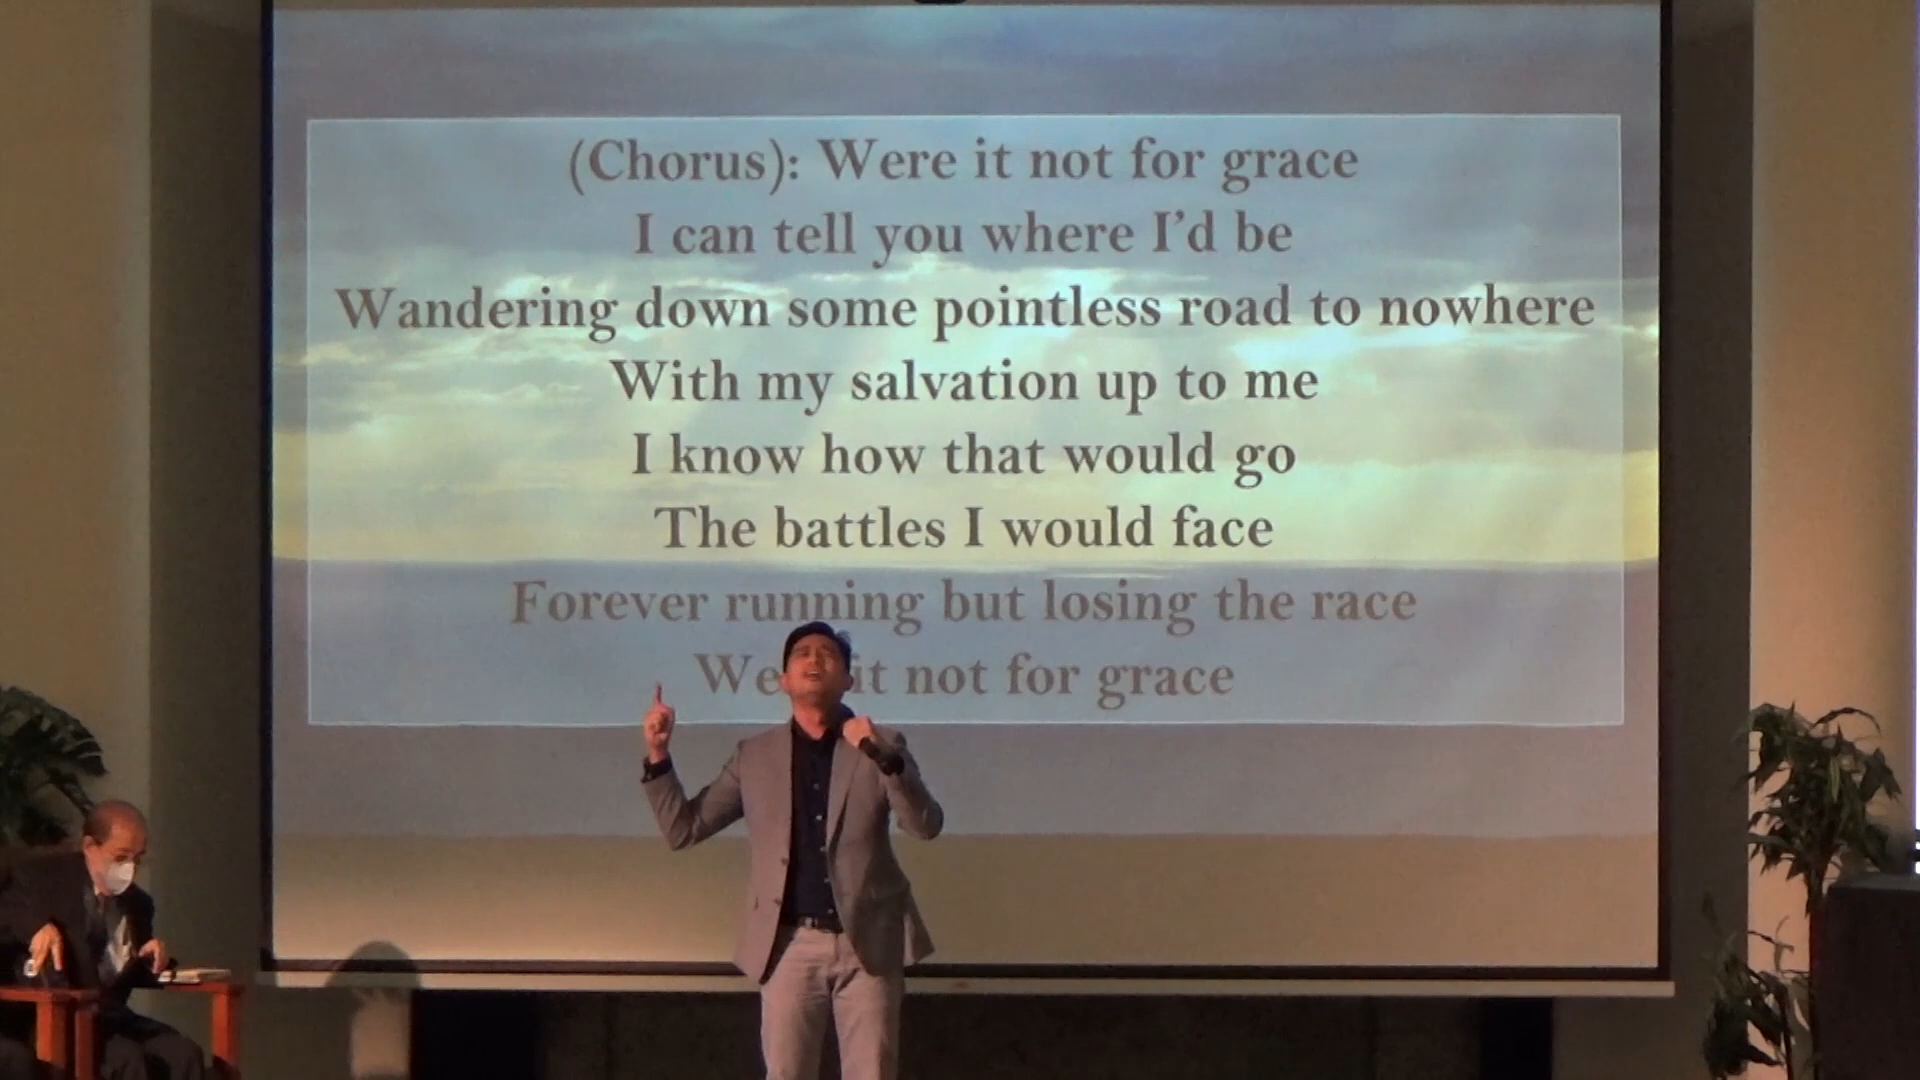 (Chorus): Were it not for grace
I can tell you where I'd be
Wandering down some pointless road to nowhere
With my salvation up to me
I know how that would go
The battles I would face
Forever running but losing the race
We it not for grace